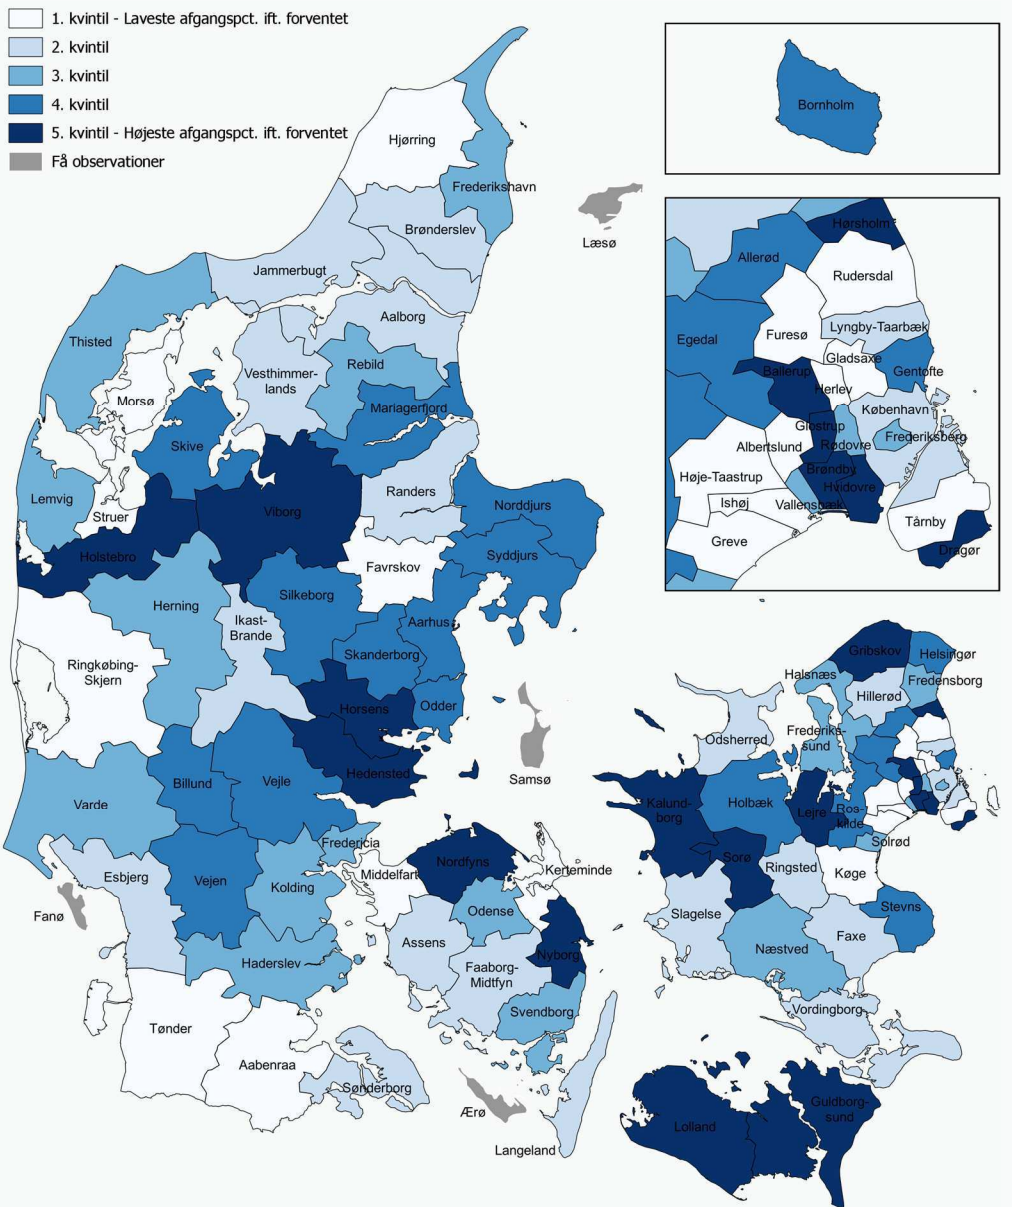 1. kvintil - Laveste afgangspct. ift. forventet
2. kvintil
3. kvintil
4. kvintil
5. kvintil - Højeste afgangspct. ift. forventet
Få observationer
Bornholm
Hjørring
Frederikshavn
Læsø
Brønderslev
Jammerbugt
Aalborg
Thisted
Rebild
Vesthimmer-
lands
Morsø
Mariagerfjord
Skive
Lemvig
Randers
Struer
Viborg
Norddjurs
Holstebro
Syddjurs
Favrskov
Herning
Silkeborg
Ikast-
Brande
Aarhus
Skanderborg
Ringkøbing-
Skjern
Horsens
Odder
Samsø
Hedensted
Billund
Vejle
Varde
Fredericia
Middelfart
Nordfyns
Kerteminde
Esbjerg
Vejen
Kolding
Fanø
Odense
Assens
Nyborg
Haderslev
Faaborg-
Midtfyn
Svendborg
Tønder
Aabenraa
Sønderborg
Ærø
Langeland
Hørsholm
Allerød
Rudersdal
Egedal
Furesø
Lyngby-Taarbæk
Gladsaxe
Ballerup
Gentofte
Herlev
København
Glostrup
Albertslund
Rødovre
Frederiksberg
Høje-Taastrup
Brøndby
Hvidovre
Ishøj
Vallensbæk
Tårnby
Greve
Dragør
Gribskov
Helsingør
Halsnæs
Fredensborg
Hillerød
Odsherred
Frederiks-
sund
Kalund-
borg
Holbæk
Lejre
Ros-
kilde
Solrød
Sorø
Ringsted
Køge
Slagelse
Stevns
Faxe
Næstved
Vordingborg
Guldborg-
sund
Lolland